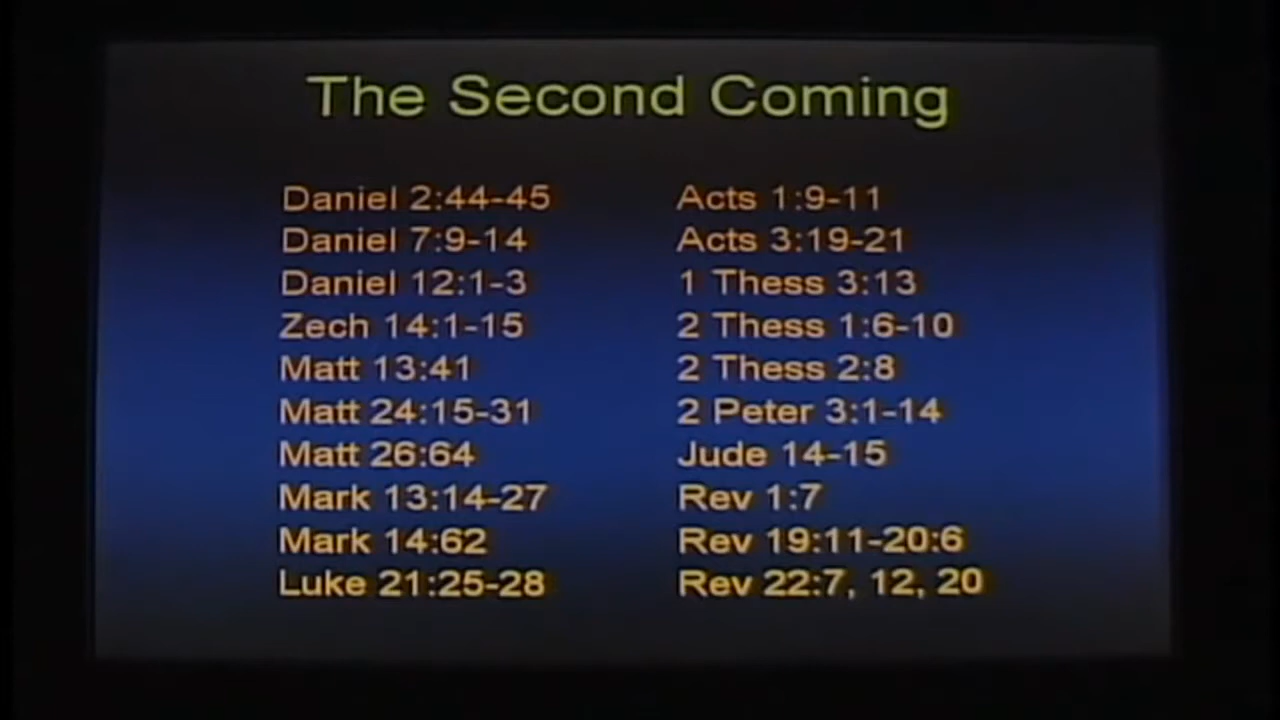 The Second Coming
Daniel 2:44-45
Daniel 7:9-14
Daniel 12:1-3
Zech 14:1-15
Matt 13:41
Matt 24:15-31
Matt 26:64
Mark 13:14-27
Mark 14:62
Luke 21:25-28
Acts 1:9-11
Acts 3:19-21
1 Thess 3:13
2 Thess 1:6-10
2 Thess 2:8
2 Peter 3:1-14
Jude 14-15
Rev 1:7
Rev 19:11-20:6
Rev 22:7, 12, 20